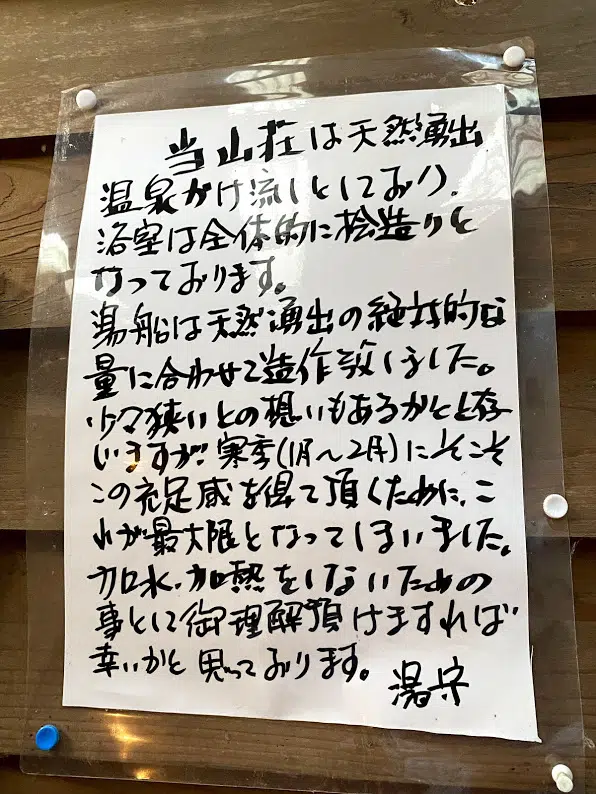 当山荘は天然湧出
温泉かけ流しとしており、
浴室は全体的に桧造りと
なっております。
湯船は天然湧出の絶対的な
量に合わせて造作致しました。
少々狭いとの想いもあるかと存
いますが、寒季(1月〜2月)にそこそ
この充足感を得て頂くために、こ
れが最大限となってしまいました。
加水、加熱をしないための
事として御理解頂けますれば
幸いかと思っております。
湯守